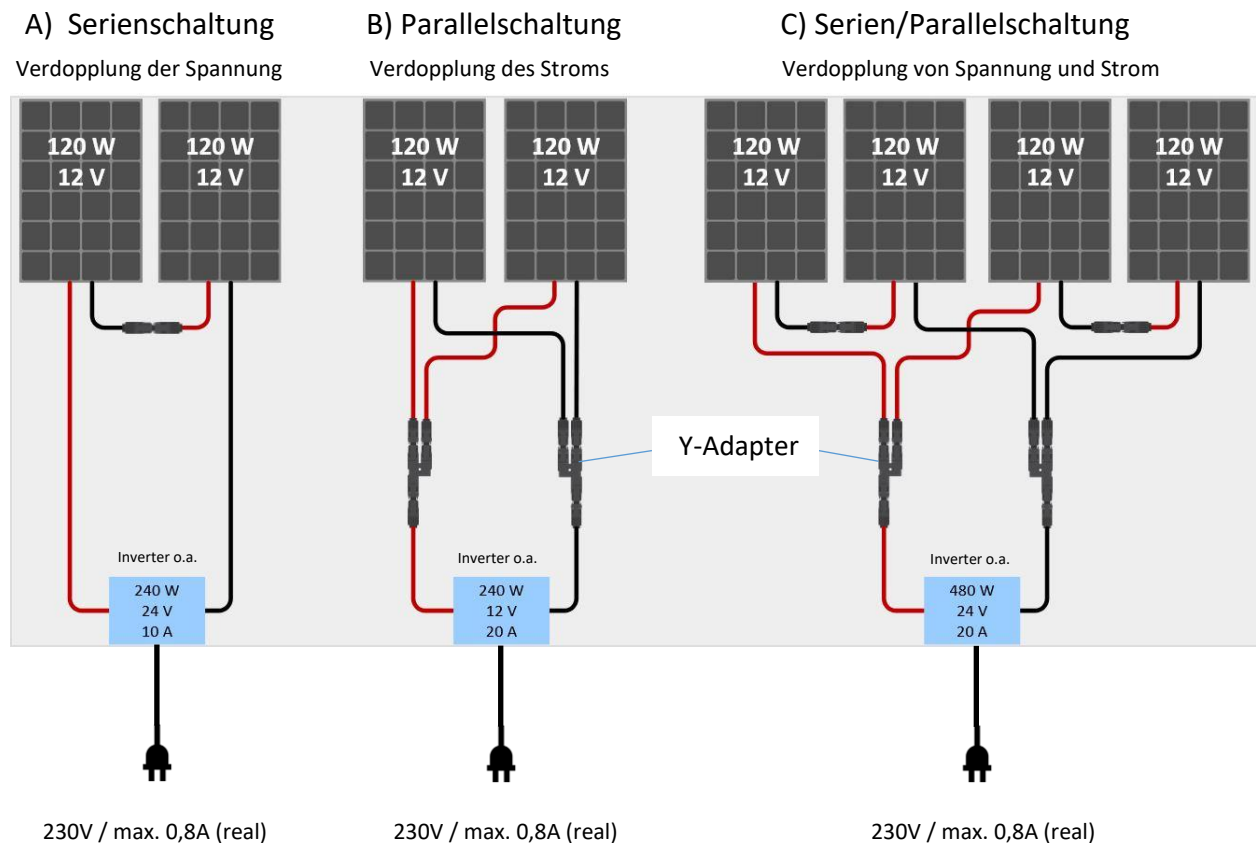 A) Serienschaltung
Verdopplung der Spannung
120 W
12 V
120 W
12 V
Inverter o.a.
240 W
24 V
10 A
230V / max. 0,8A (real)
B) Parallelschaltung
Verdopplung des Stroms
120 W
12 V
120 W
12 V
Y-Adapter
Inverter o.a.
240 W
12 V
20 A
230V / max. 0,8A (real)
C) Serien/Parallelschaltung
Verdopplung von Spannung und Strom
120 W
12 V
120 W
12 V
120 W
12 V
120 W
12 V
Inverter o.a.
480 W
24 V
20 A
230V / max. 0,8A (real)